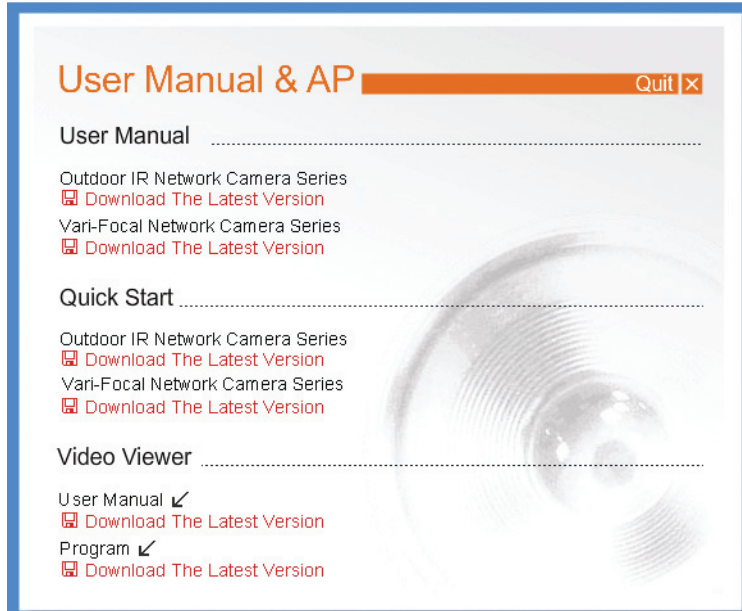 User Manual & AP
Quit
User Manual
Outdoor IR Network Camera Series
Download The Latest Version
Vari-Focal Network Camera Series
Download The Latest Version
Quick Start
Outdoor IR Network Camera Series
Download The Latest Version
Vari-Focal Network Camera Series
Download The Latest Version
Video Viewer
User Manual
Download The Latest Version
Program
Download The Latest Version